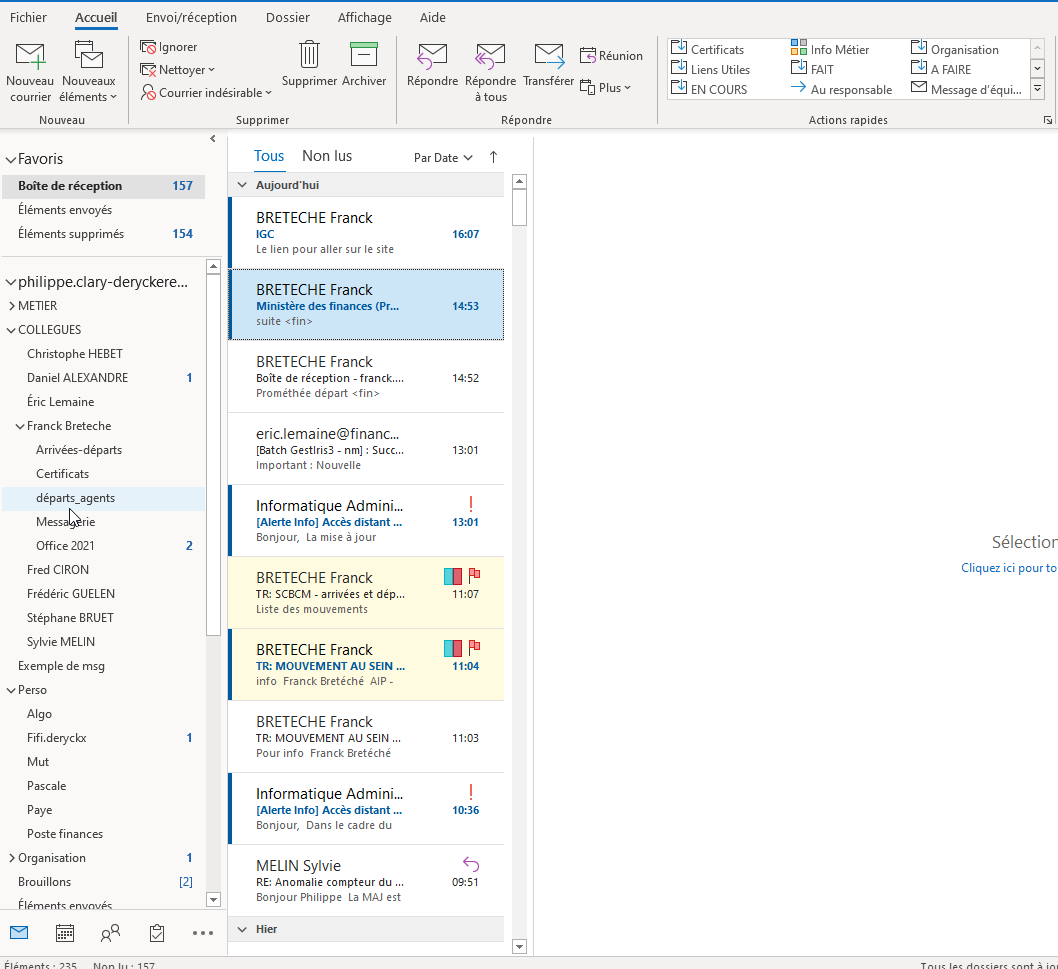 Fichier Accueil Envoi/réception Dossier Affichage Aide
Nouveau courrier
Nouveaux éléments
Ignorer
Nettoyer
Courrier indésirable
Supprimer
Archiver
Répondre
Répondre à tous
Transférer
Réunion
Plus
Certificats
Info Métier
Organisation
Liens Utiles
FAIT
A FAIRE
EN COURS
Au responsable
Message d'équi...
Nouveau
Supprimer
Répondre
Actions rapides
Favoris
Boîte de réception 157
Éléments envoyés
Éléments supprimés 154
philippe.clary-deryckere...
METIER
COLLEGUES
Christophe HEBET
Daniel ALEXANDRE 1
Éric Lemaine
Franck Breteche
Arrivées-départs
Certificats
départs_agents
Messagerie
Office 2021 2
Fred CIRON
Frédéric GUELEN
Stéphane BRUET
Sylvie MELIN
Exemple de msg
Perso
Algo
Fifi.deryckx 1
Mut
Pascale
Paye
Poste finances
Organisation 1
Brouillons [2]
Éléments envoyés
Tous Non lus Par Date
Aujourd'hui
BRETECHE Franck
IGC 16:07
Le lien pour aller sur le site
BRETECHE Franck
Ministère des finances (Pr... 14:53
suite <fin>
BRETECHE Franck
Boîte de réception - franck.... 14:52
Prométhée départ <fin>
eric.lemaine@financ...
[Batch GestIris3 - nm] : Succ... 13:01
Important : Nouvelle
Informatique Admini...
[Alerte Info] Accès distant ... 13:01
Bonjour, La mise à jour
BRETECHE Franck
TR: SCBCM - arrivées et dép... 11:07
Liste des mouvements
BRETECHE Franck
TR: MOUVEMENT AU SEIN ... 11:04
info Franck Bretéché AIP -
BRETECHE Franck
TR: MOUVEMENT AU SEIN ... 11:03
Pour info Franck Bretéché
Informatique Admini...
[Alerte Info] Accès distant ... 10:36
Bonjour, Dans le cadre du
MELIN Sylvie
RE: Anomalie compteur du ... 09:51
Bonjour Philippe La MAJ est
Hier
Sélection
Cliquez ici pour to
Éléments : 235 Non lu : 157
Tous les dossiers sont à jou